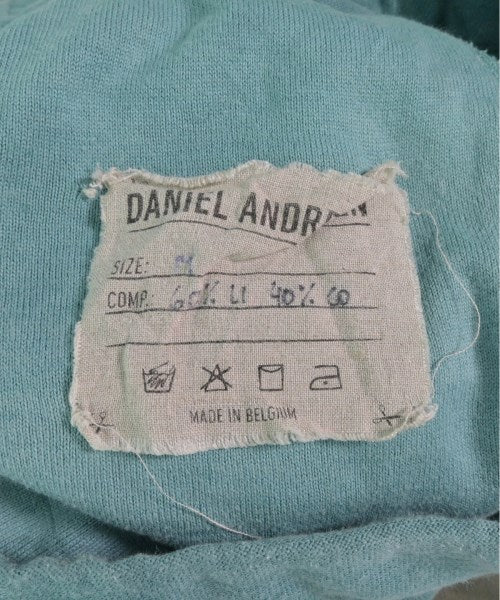 DANIEL ANDR
SIZE: M
COMP.: 60% LI 40% CO
MADE IN BELGIUM